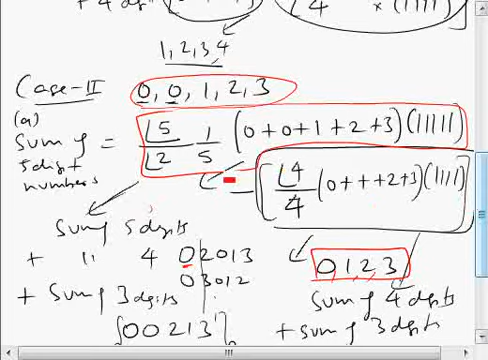 1, 2, 3, 4
Case-II 0, 0, 1, 2, 3
(a)
Sum of 5 digit numbers = ⌊5/⌊2 1/5 (0+0+1+2+3)(11111)
- [⌊4/4 (0+1+2+3)(1111)]
0, 1, 2, 3
Sum of 5 digits
+ 〃 4 02013
03012
+ Sum of 3 digits
{00213}
Sum of 4 digits
+ sum of 3 digits